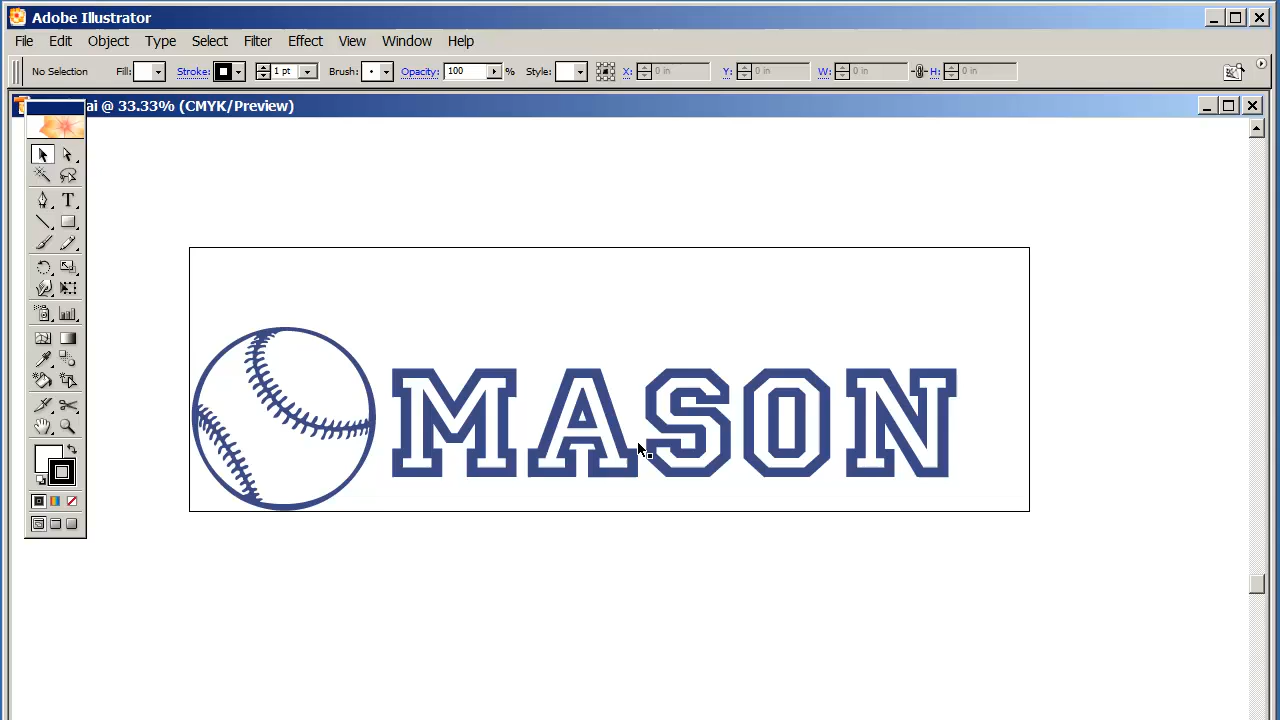 Adobe Illustrator
File Edit Object Type Select Filter Effect View Window Help
No Selection Fill: Stroke: 1 pt Brush: Opacity: 100 % Style: X: 0 in Y: 0 in W: 0 in H: 0 in
ai @ 33.33% (CMYK/Preview)
T
MASON